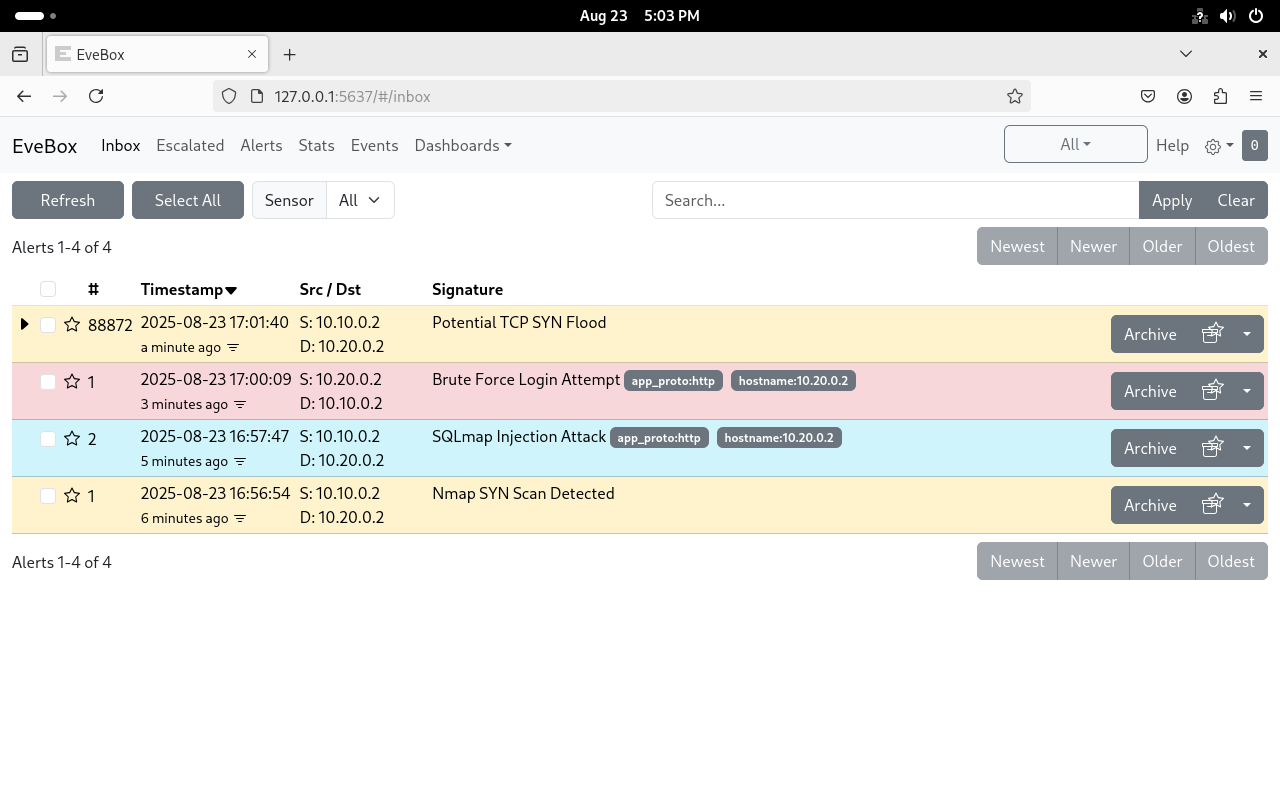 Aug 23 5:03 PM
EveBox
127.0.0.1:5637/#/inbox
EveBox Inbox Escalated Alerts Stats Events Dashboards All Help 0
Refresh Select All Sensor All Search... Apply Clear
Alerts 1-4 of 4 Newest Newer Older Oldest
# Timestamp Src / Dst Signature
88872 2025-08-23 17:01:40 S: 10.10.0.2 Potential TCP SYN Flood Archive
a minute ago D: 10.20.0.2
1 2025-08-23 17:00:09 S: 10.20.0.2 Brute Force Login Attempt app_proto:http hostname:10.20.0.2 Archive
3 minutes ago D: 10.10.0.2
2 2025-08-23 16:57:47 S: 10.10.0.2 SQLmap Injection Attack app_proto:http hostname:10.20.0.2 Archive
5 minutes ago D: 10.20.0.2
1 2025-08-23 16:56:54 S: 10.10.0.2 Nmap SYN Scan Detected Archive
6 minutes ago D: 10.20.0.2
Alerts 1-4 of 4 Newest Newer Older Oldest